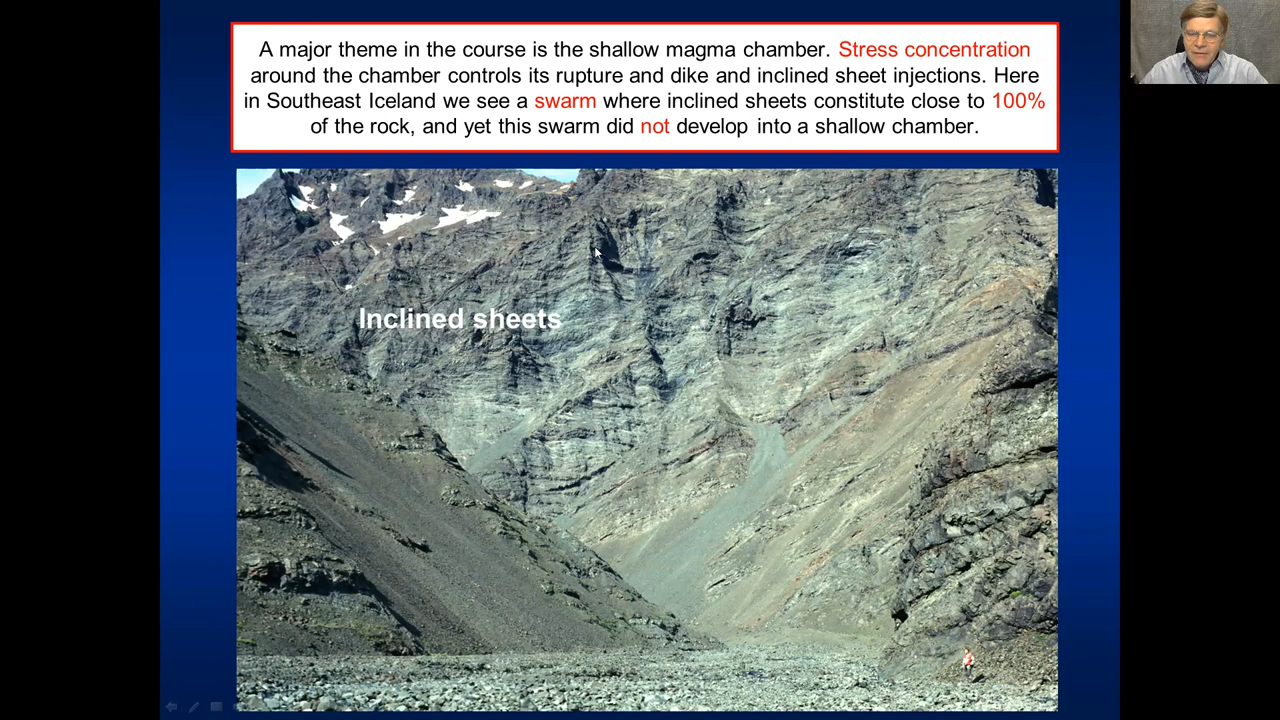 A major theme in the course is the shallow magma chamber. Stress concentration
around the chamber controls its rupture and dike and inclined sheet injections. Here
in Southeast Iceland we see a swarm where inclined sheets constitute close to 100%
of the rock, and yet this swarm did not develop into a shallow chamber.
Inclined sheets